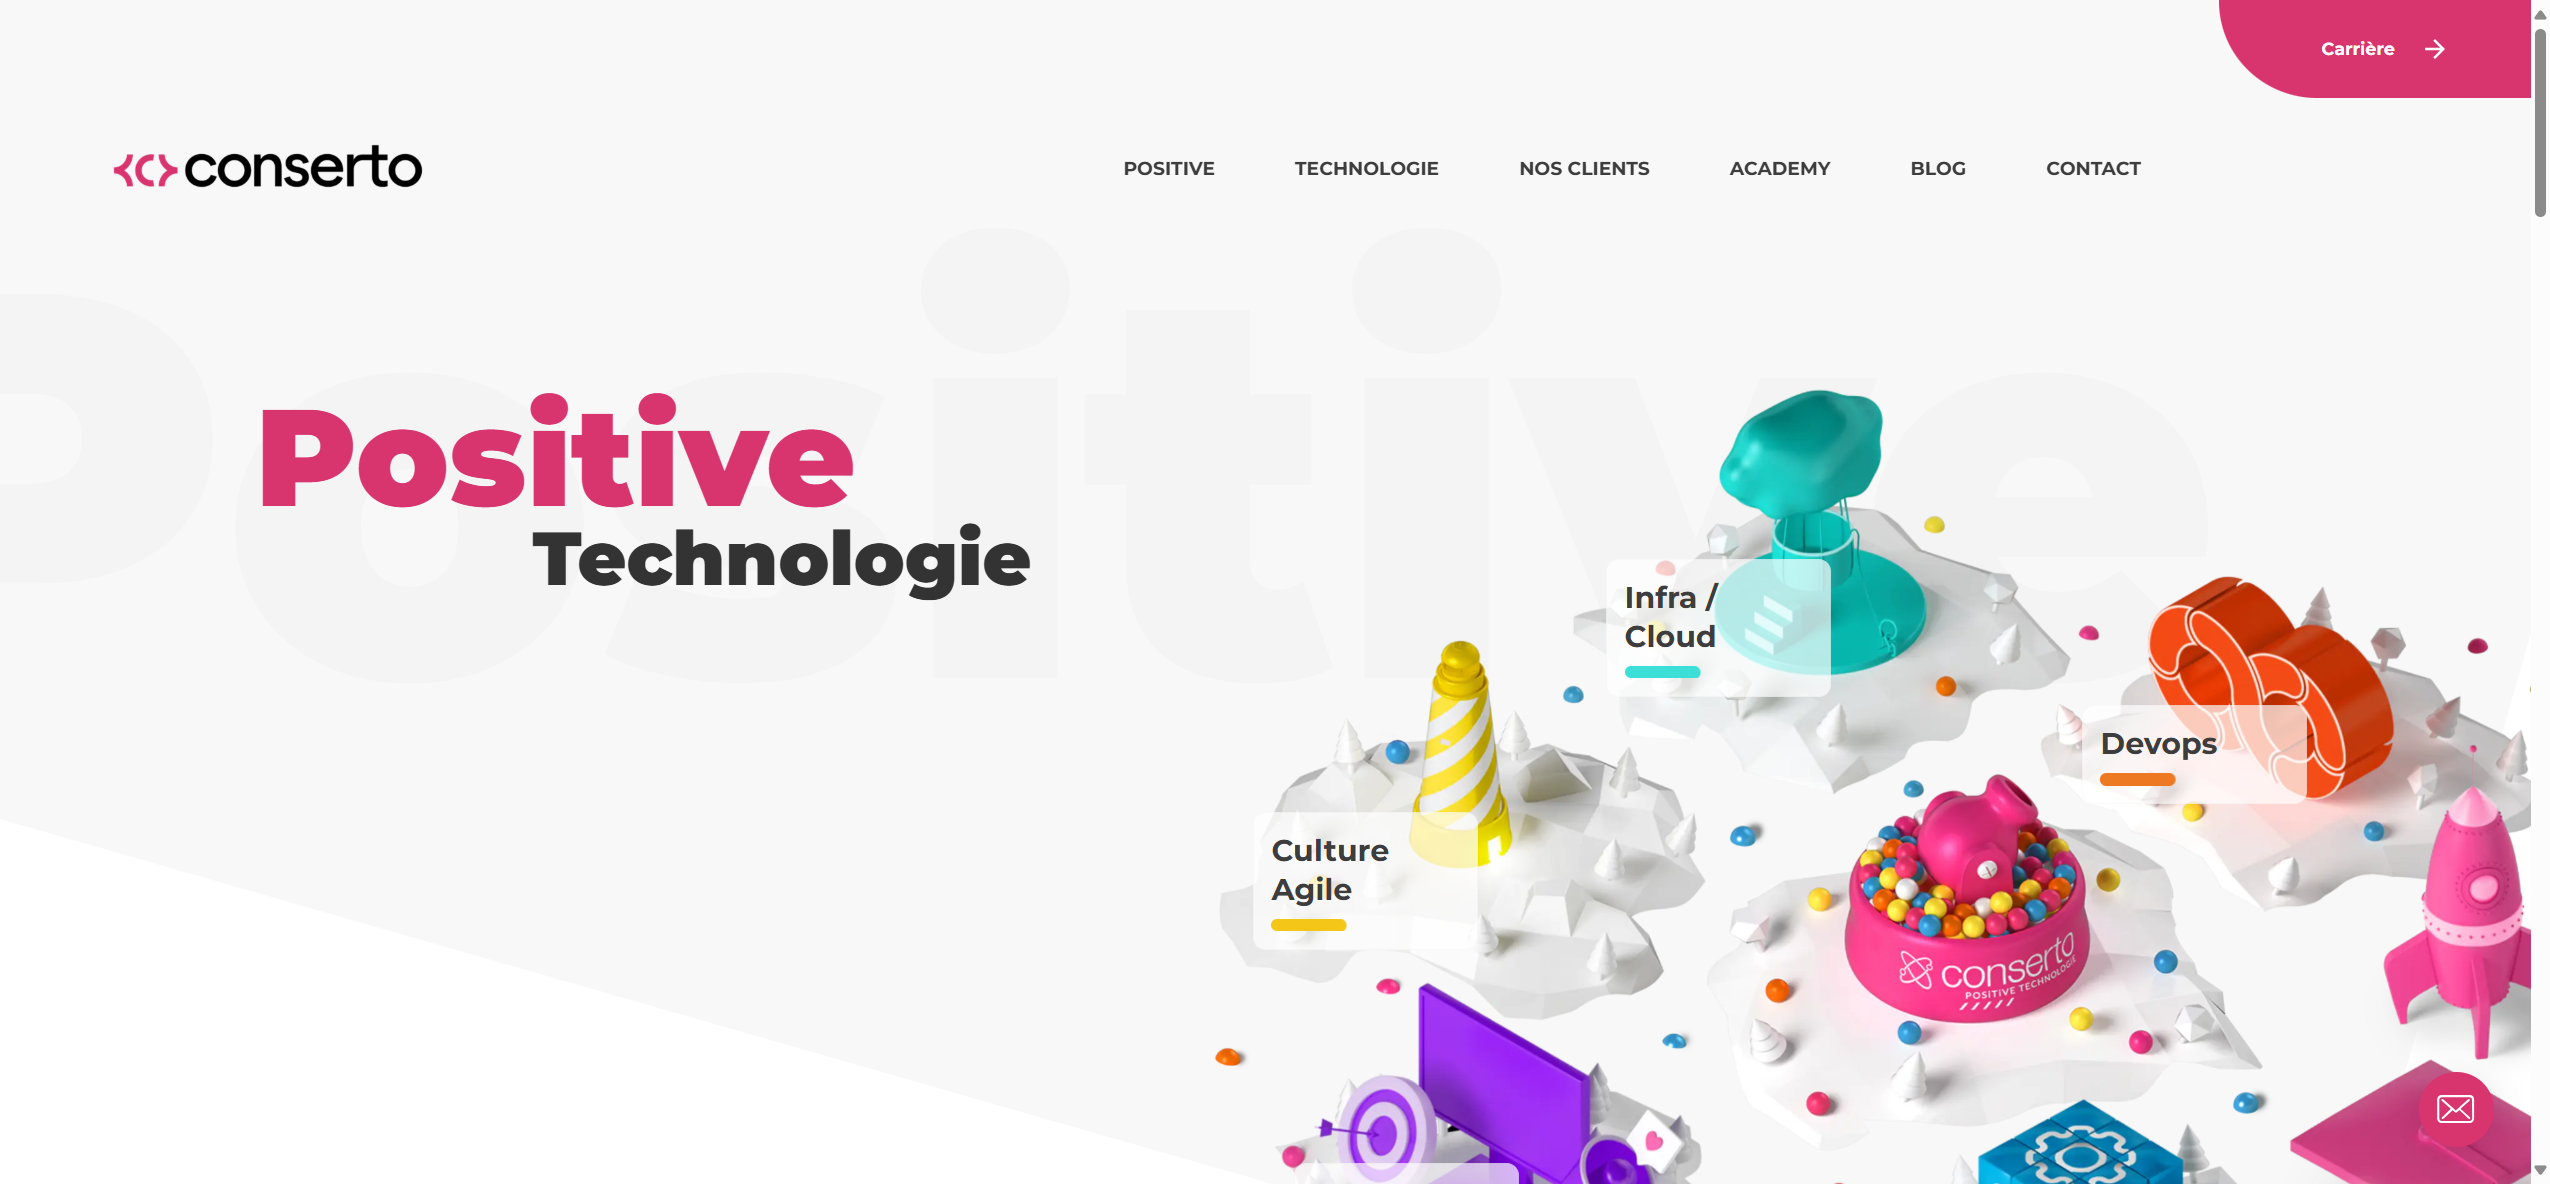 Carrière
conserto
POSITIVE TECHNOLOGIE NOS CLIENTS ACADEMY BLOG CONTACT
Positive
Positive
Technologie
Infra /
Cloud
Devops
Culture
Agile
conserto
POSITIVE TECHNOLOGIE